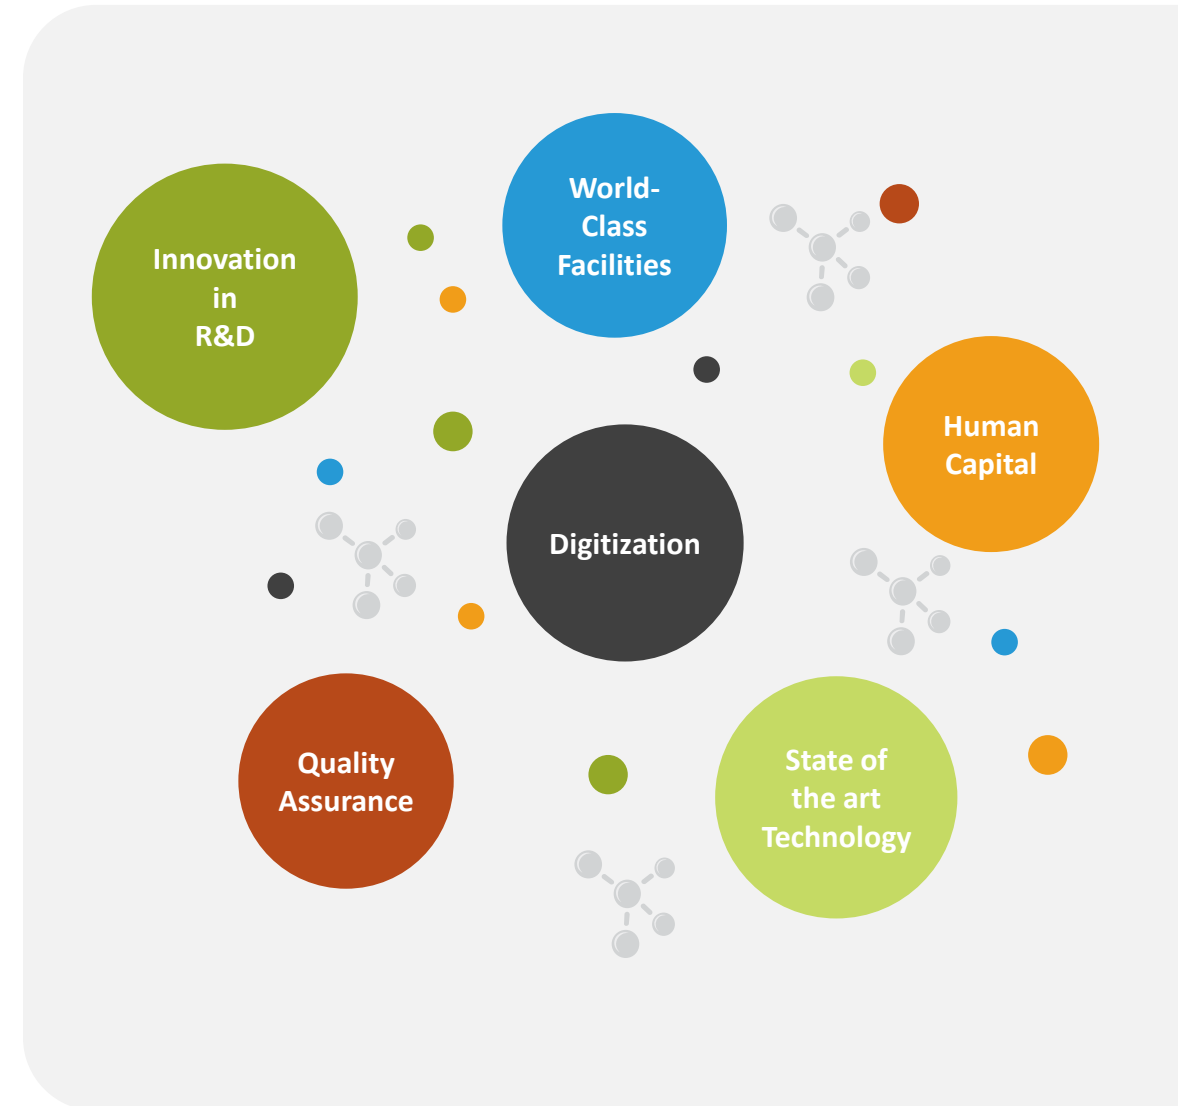 World-
Class
Facilities
Innovation
in
R&D
Human
Capital
Digitization
Quality
Assurance
State of
the art
Technology